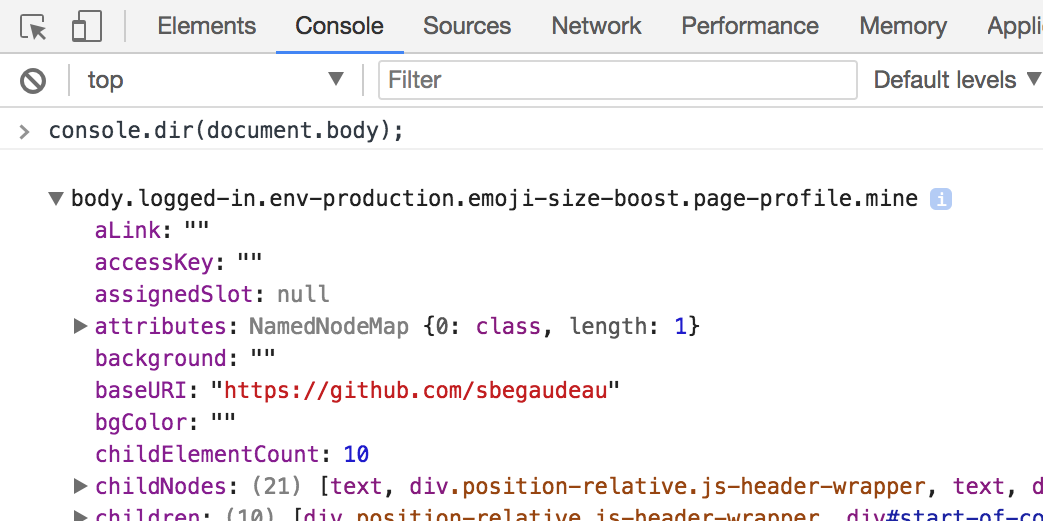 Elements Console Sources Network Performance Memory Appli
top Filter Default levels
> console.dir(document.body);
▼ body.logged-in.env-production.emoji-size-boost.page-profile.mine i
aLink: ""
accessKey: ""
assignedSlot: null
▶ attributes: NamedNodeMap {0: class, length: 1}
background: ""
baseURI: "https://github.com/sbegaudeau"
bgColor: ""
childElementCount: 10
▶ childNodes: (21) [text, div.position-relative.js-header-wrapper, text, d
▶ children: (10) [div.position-relative.js-header-wrapper, div#start-of-co